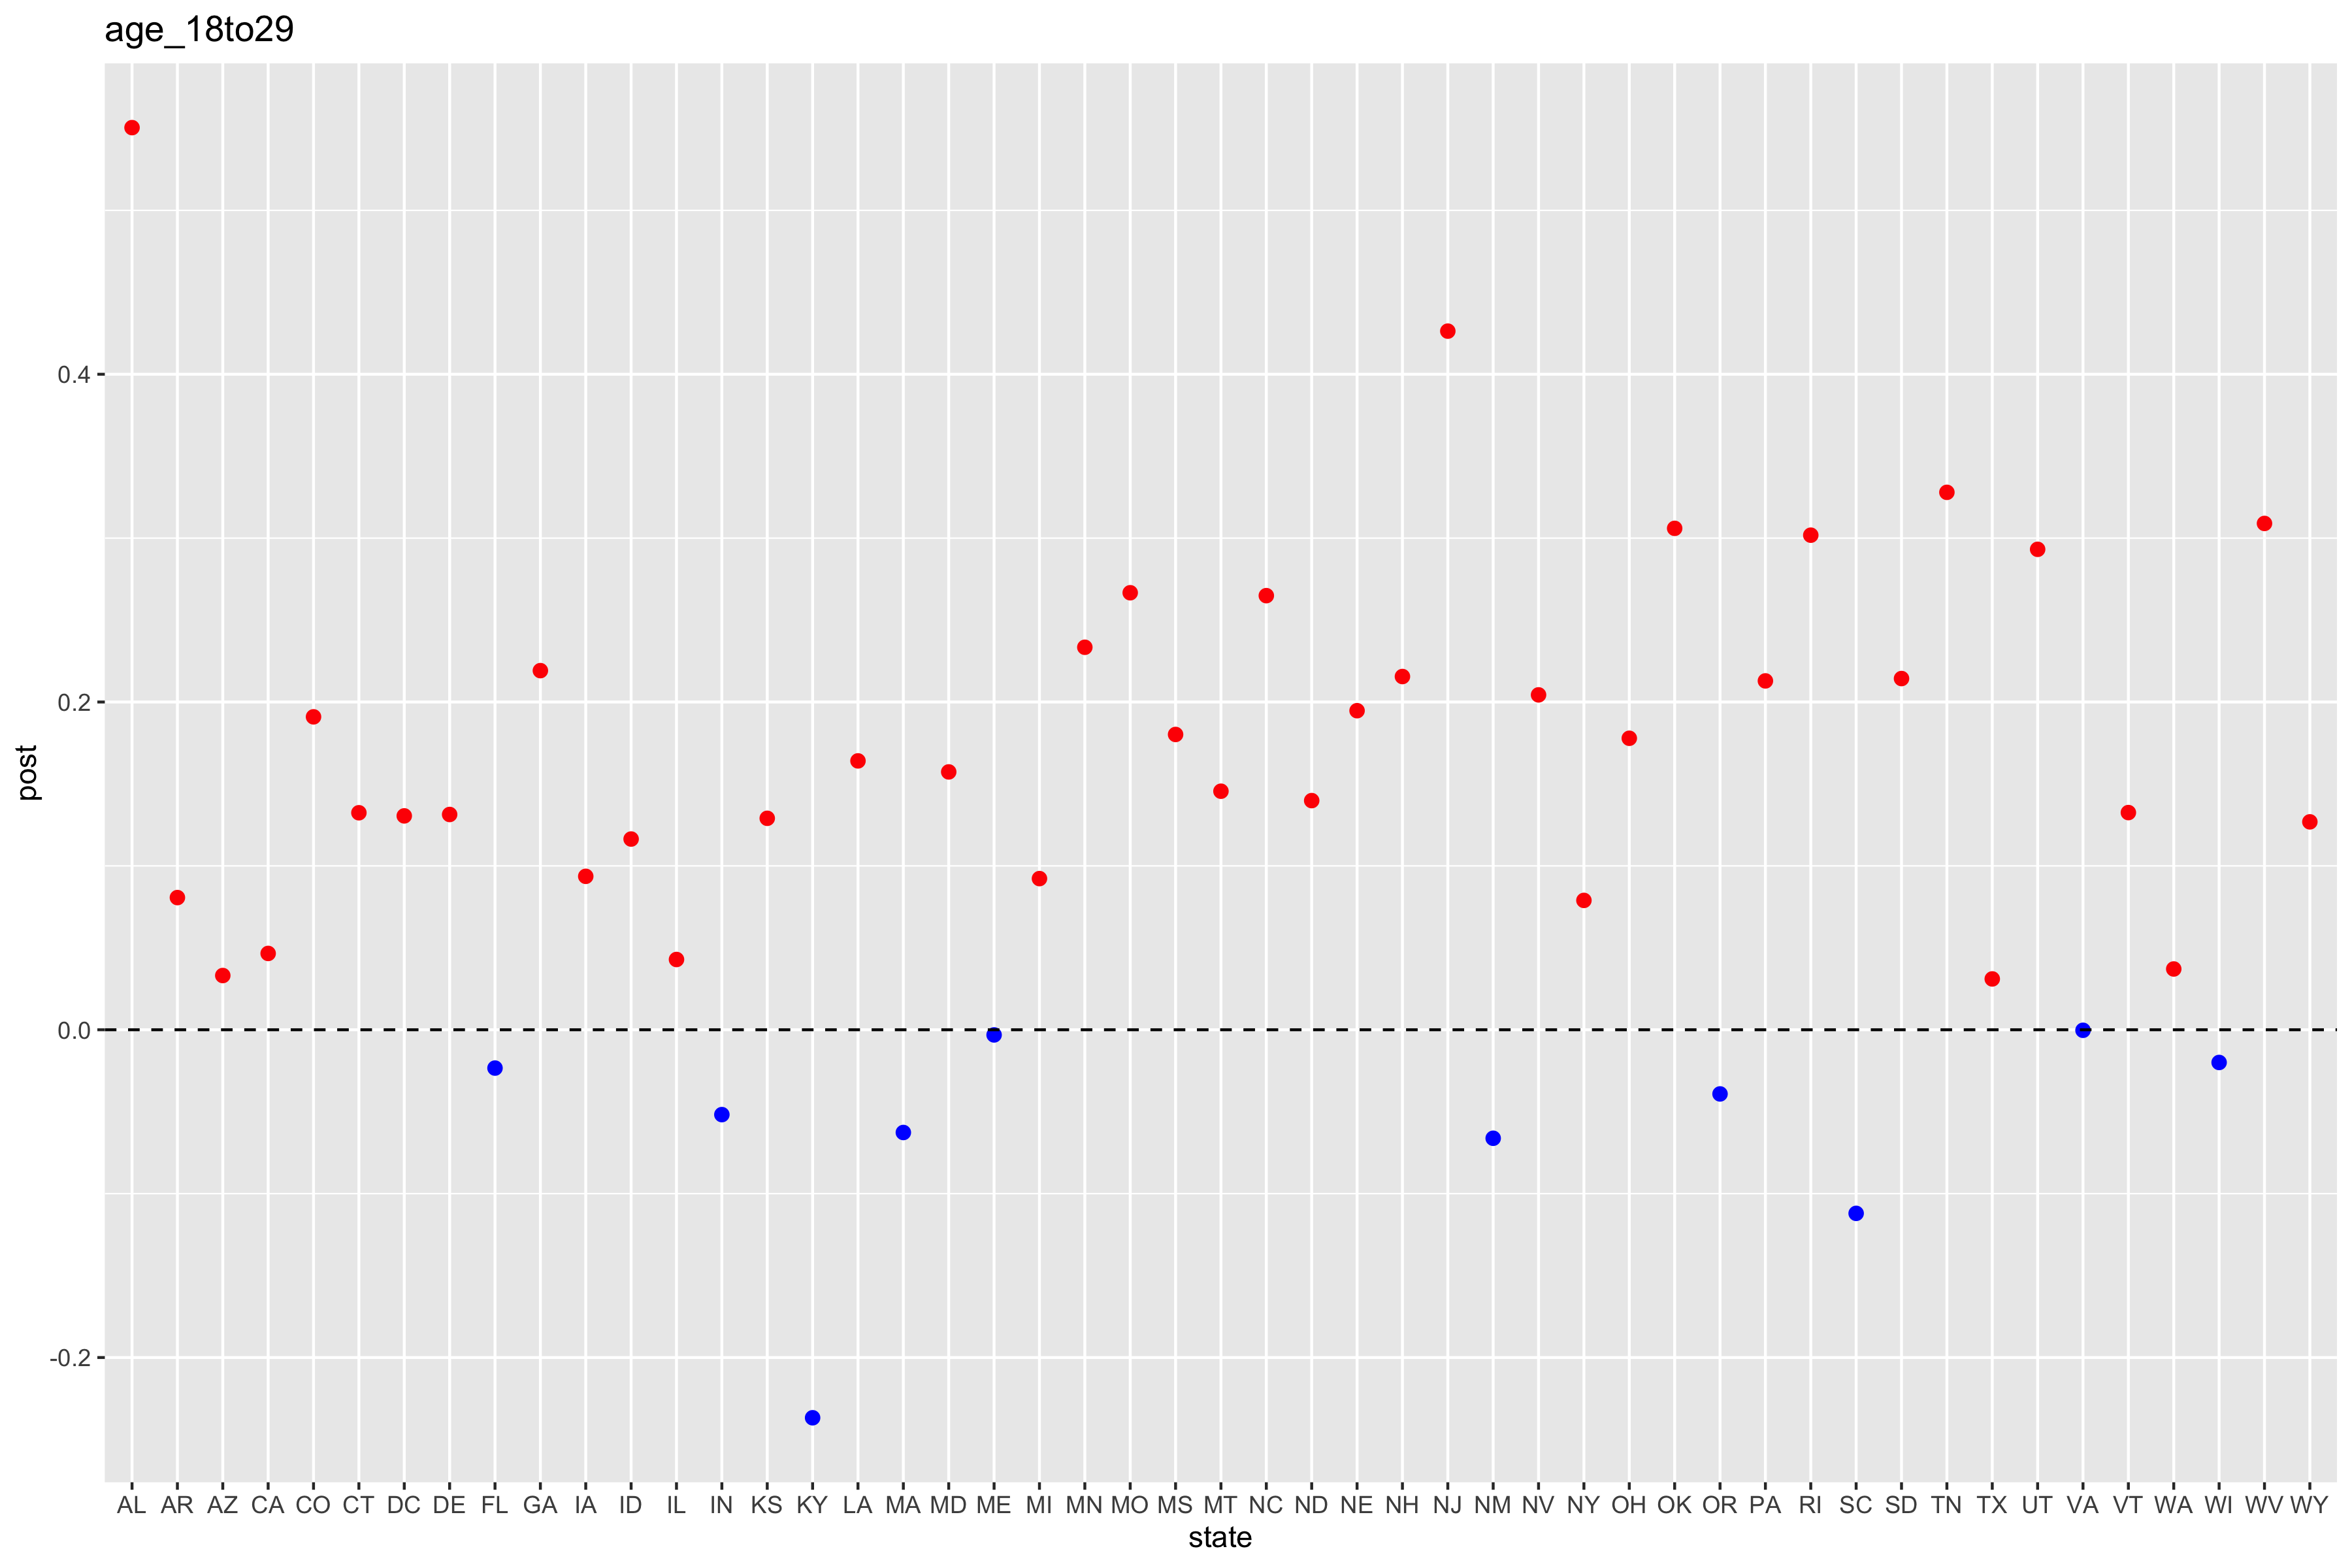 age_18to29
post
0.4
0.2
0.0
-0.2
AL AR AZ CA CO CT DC DE FL GA IA ID IL IN KS KY LA MA MD ME MI MN MO MS MT NC ND NE NH NJ NM NV NY OH OK OR PA RI SC SD TN TX UT VA VT WA WI WV WY
state